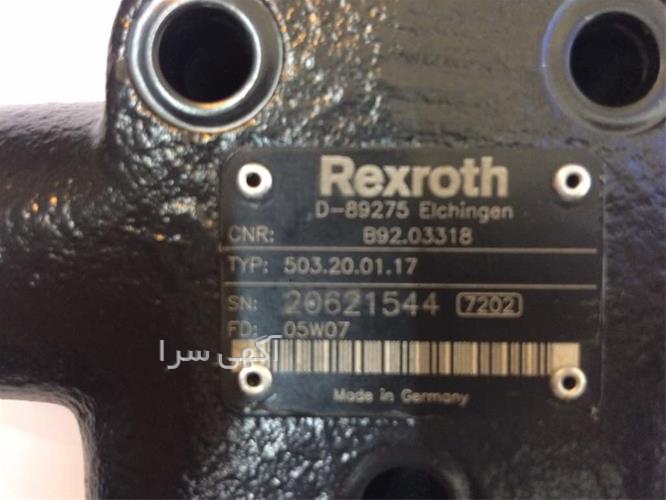 Rexroth
D-89275 Elchingen
CNR: B92.03318
TYP: 503.20.01.17
SN: 20621544 7202
FD: 05W07
آگهی سرا
Made in Germany